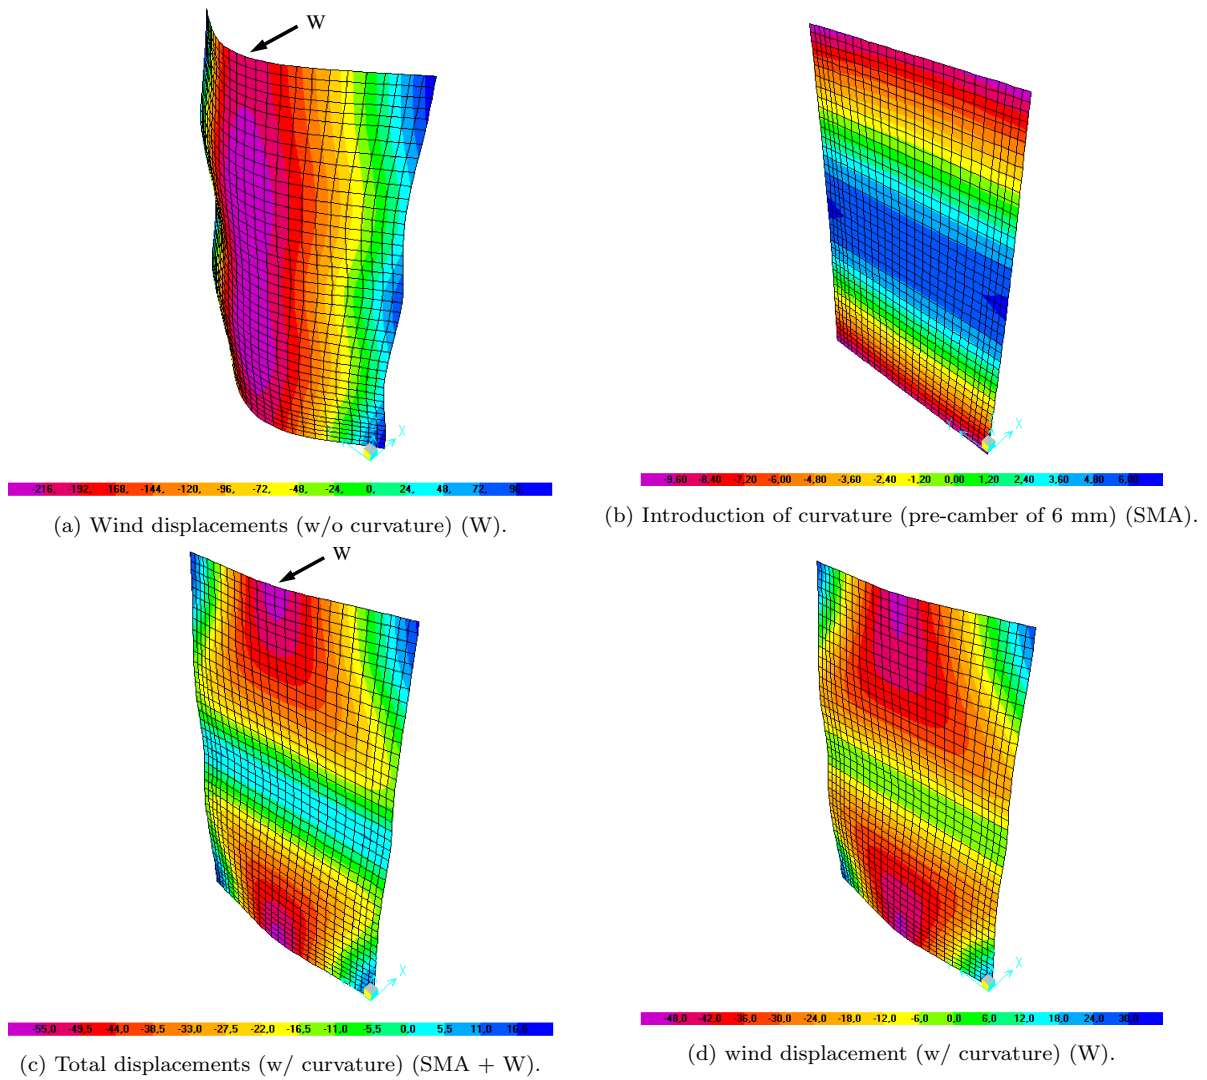 W
-216, -192, -168, -144, -120, -96, -72, -48, -24, 0, 24, 48, 72, 96,
(a) Wind displacements (w/o curvature) (W).
X
-9,60 -8,40 -7,20 -6,00 -4,80 -3,60 -2,40 -1,20 0,00 1,20 2,40 3,60 4,80 6,00
(b) Introduction of curvature (pre-camber of 6 mm) (SMA).
X
W
-55,0 -49,5 -44,0 -38,5 -33,0 -27,5 -22,0 -16,5 -11,0 -5,5 0,0 5,5 11,0 16,5
(c) Total displacements (w/ curvature) (SMA + W).
X
-48,0 -42,0 -36,0 -30,0 -24,0 -18,0 -12,0 -6,0 0,0 6,0 12,0 18,0 24,0 30,0
(d) wind displacement (w/ curvature) (W).
X